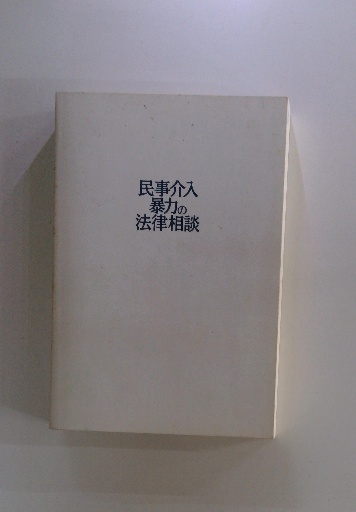 民事介入
暴力の
法律相談